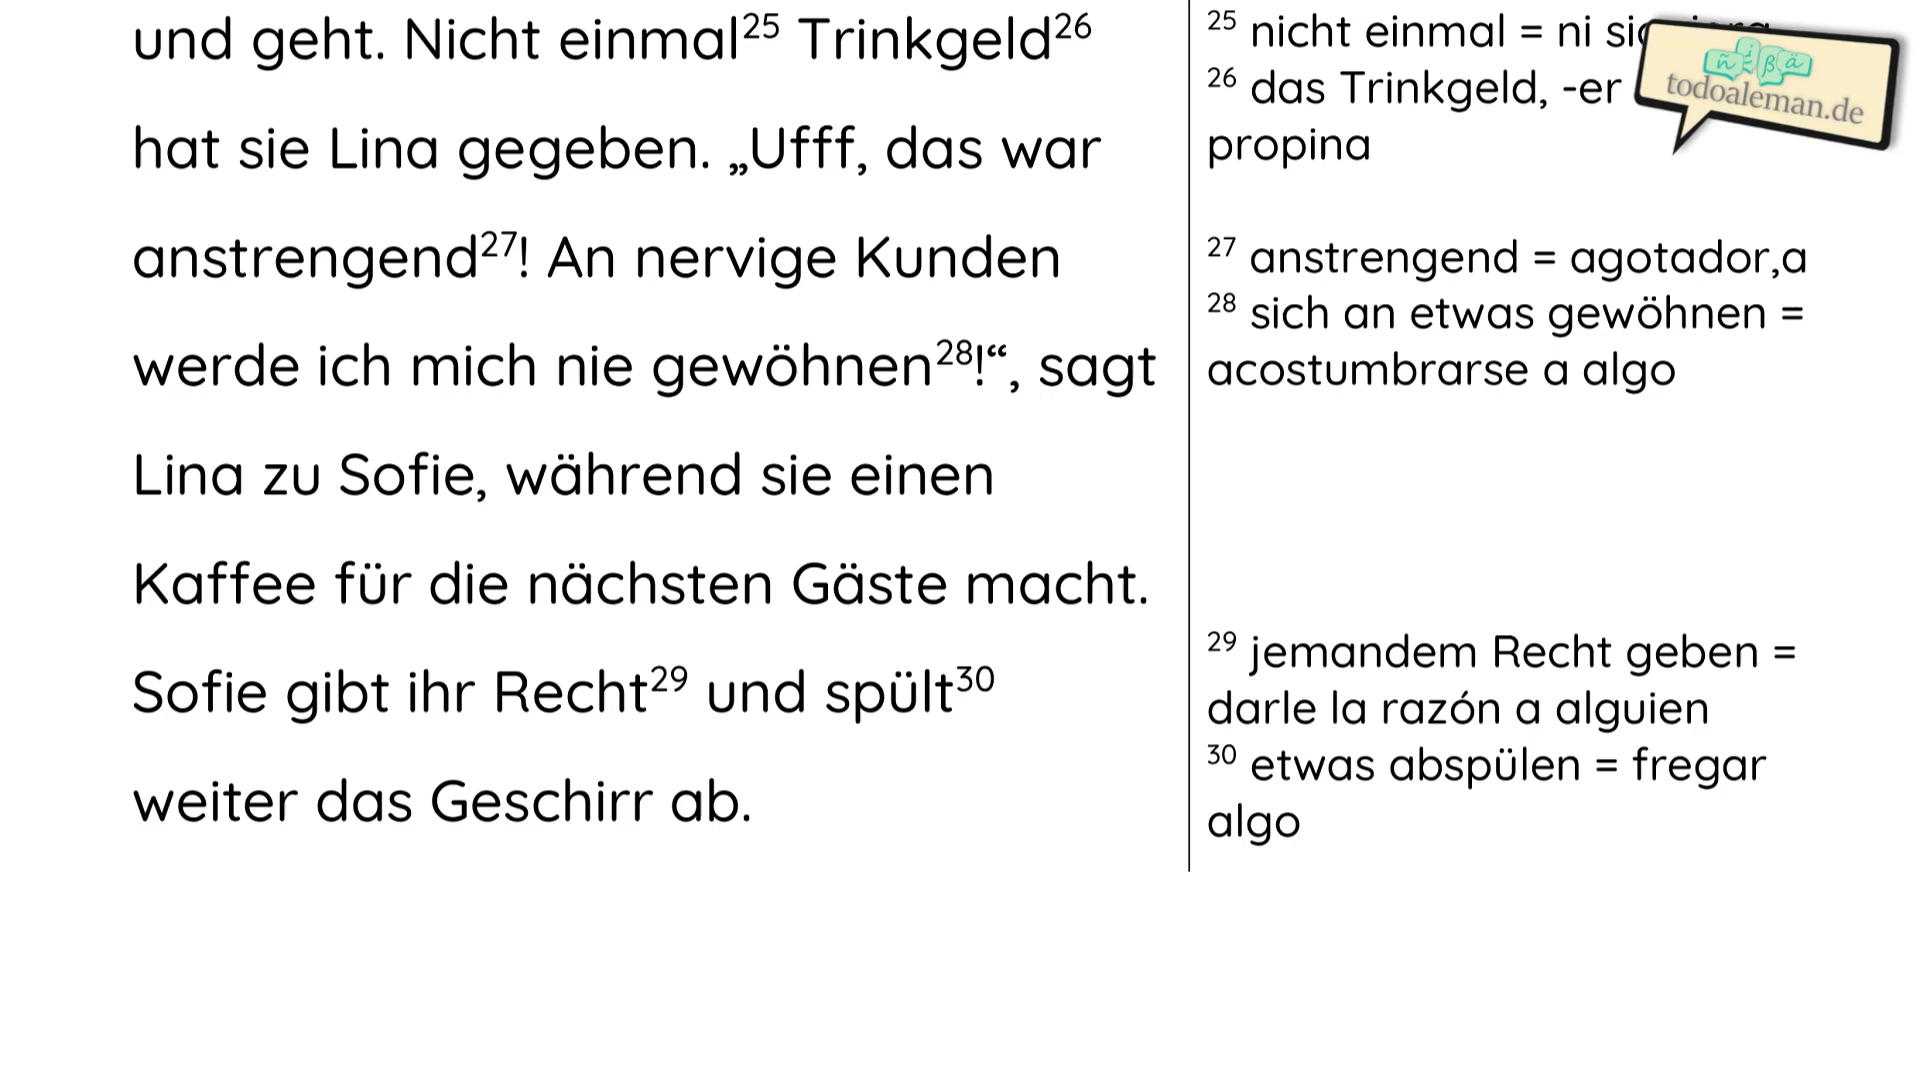 und geht. Nicht einmal²⁵ Trinkgeld²⁶
hat sie Lina gegeben. „Ufff, das war
anstrengend²⁷! An nervige Kunden
werde ich mich nie gewöhnen²⁸!“, sagt
Lina zu Sofie, während sie einen
Kaffee für die nächsten Gäste macht.
Sofie gibt ihr Recht²⁹ und spült³⁰
weiter das Geschirr ab.
²⁵ nicht einmal = ni
²⁶ das Trinkgeld, -er
propina
²⁷ anstrengend = agotador,a
²⁸ sich an etwas gewöhnen =
acostumbrarse a algo
²⁹ jemandem Recht geben =
darle la razón a alguien
³⁰ etwas abspülen = fregar
algo
ñ i ß ä
todoaleman.de